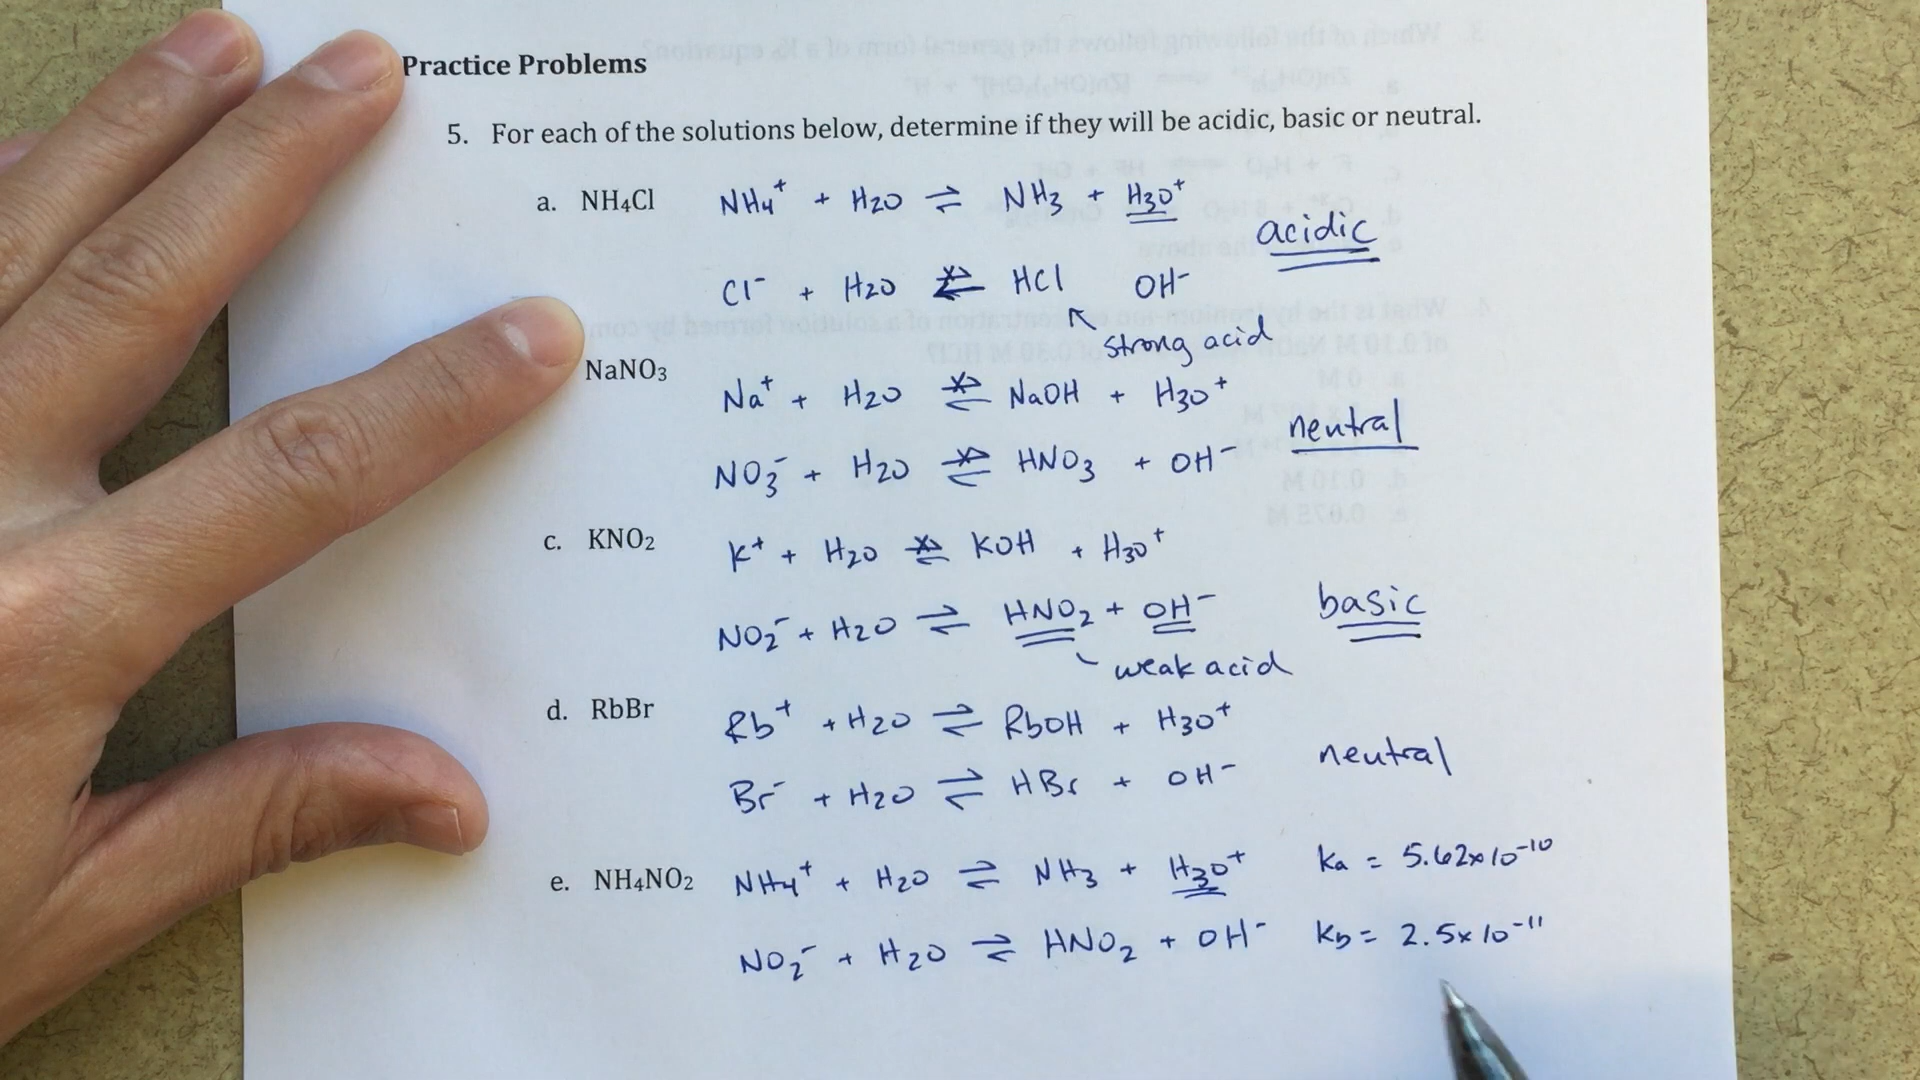 Practice Problems
5. For each of the solutions below, determine if they will be acidic, basic or neutral.
a. NH4Cl NH4+ + H2O ⇌ NH3 + H3O+
acidic
Cl- + H2O ⇌ HCl OH-
strong acid
NaNO3 Na+ + H2O ⇌ NaOH + H3O+
neutral
NO3- + H2O ⇌ HNO3 + OH-
c. KNO2 K+ + H2O ⇌ KOH + H3O+
NO2- + H2O ⇌ HNO2 + OH- basic
weak acid
d. RbBr Rb+ + H2O ⇌ RbOH + H3O+
neutral
Br- + H2O ⇌ HBr + OH-
e. NH4NO2 NH4+ + H2O ⇌ NH3 + H3O+ Ka = 5.62x10-10
NO2- + H2O ⇌ HNO2 + OH- Kb = 2.5x10-11